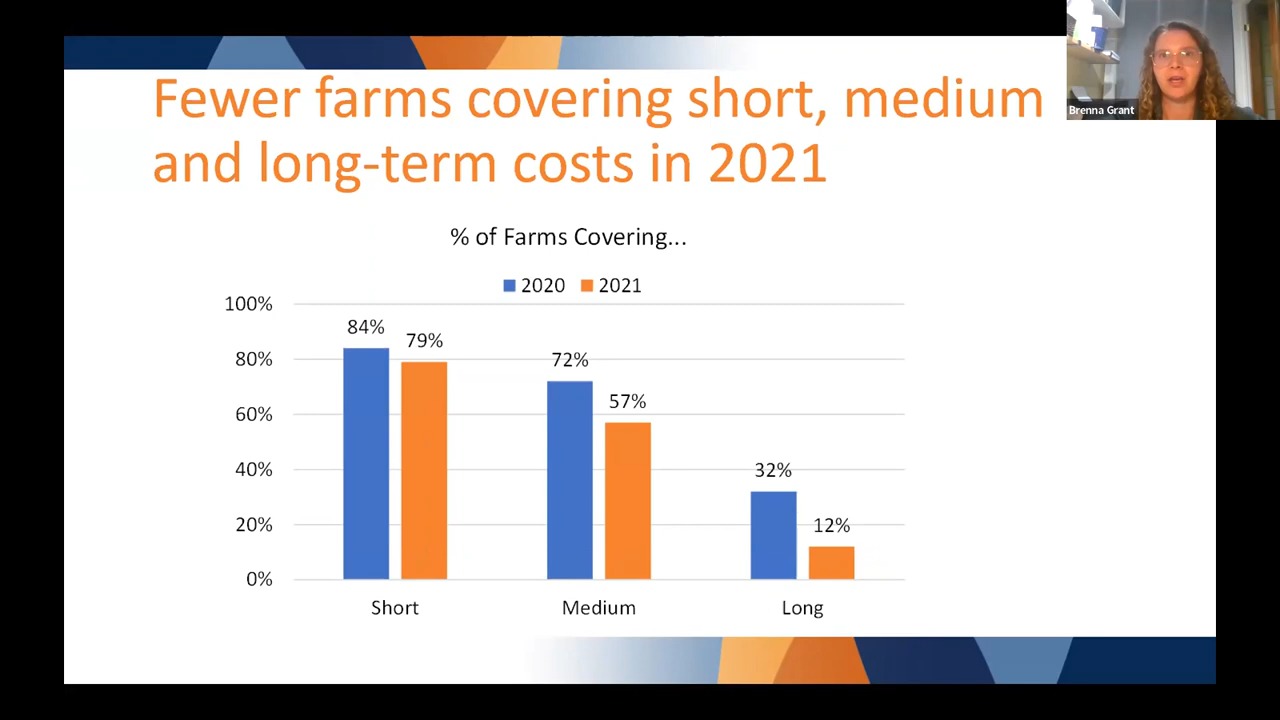 Fewer farms covering short, medium
and long-term costs in 2021
Brenna Grant
% of Farms Covering...
2020 2021
100%
80%
60%
40%
20%
0%
84%
79%
72%
57%
32%
12%
Short Medium Long